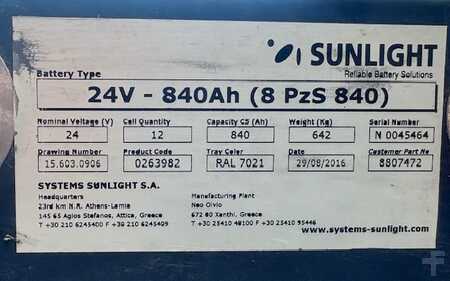 SUNLIGHT
Reliable Battery Solutions
Battery Type
24V - 840Ah (8 PzS 840)
Nominal Voltage (V) Cell Quantity Capacity C5 (Ah) Weight (Kg) Serial Number
24 12 840 642 N 0045464
Drawing Number Product Code Tray Color Date Customer Part No
15.603.0906 0263982 RAL 7021 29/08/2016 8807472
SYSTEMS SUNLIGHT S.A.
Headquarters Manufacturing Plant
23rd km N.R. Athens-Lamia Neo Olvio
145 65 Agios Stefanos, Attica, Greece 672 00 Xanthi, Greece
T +30 210 6245400 F +30 210 6245409 T +30 25410 48100 F +30 25410 95446
www.systems-sunlight.com